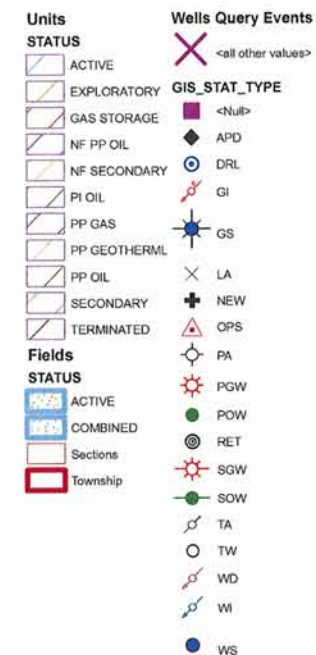 Units
STATUS
ACTIVE
EXPLORATORY
GAS STORAGE
NF PP OIL
NF SECONDARY
PI OIL
PP GAS
PP GEOTHERML
PP OIL
SECONDARY
TERMINATED
Fields
STATUS
ACTIVE
COMBINED
Sections
Township
Wells Query Events
<all other values>
GIS_STAT_TYPE
<Null>
APD
DRL
GI
GS
LA
NEW
OPS
PA
PGW
POW
RET
SGW
SOW
TA
TW
WD
WI
WS